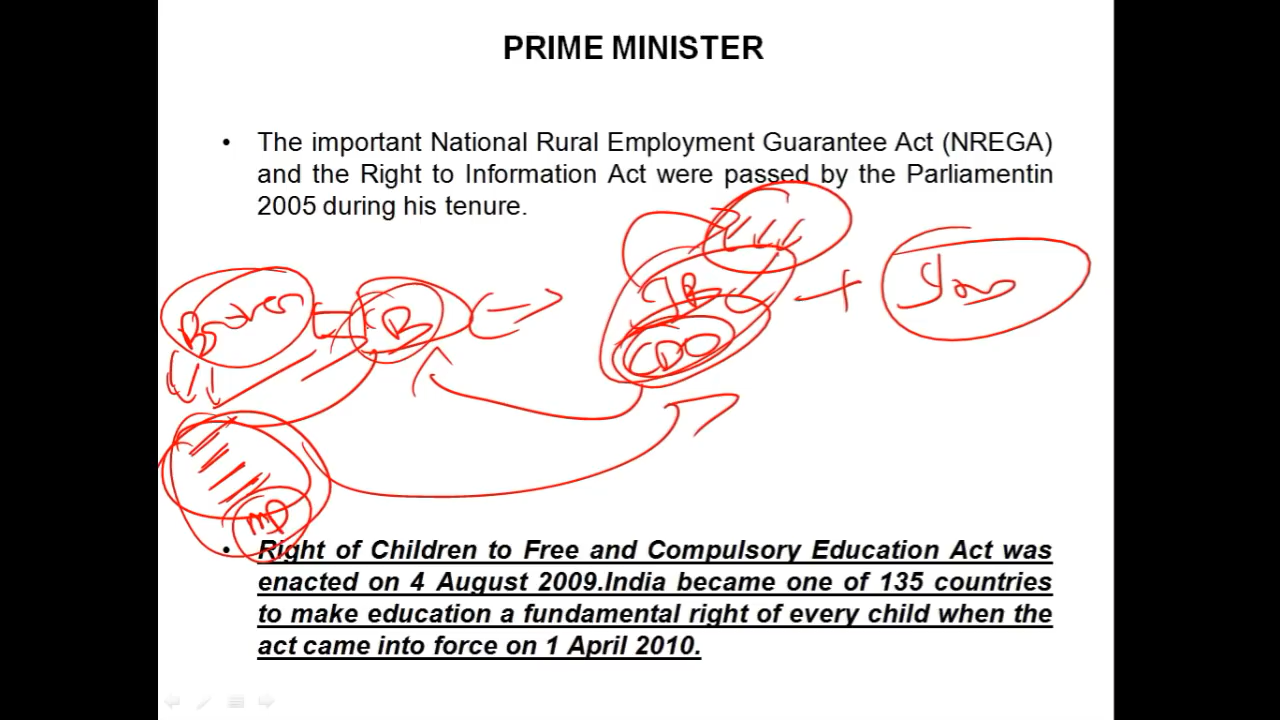 PRIME MINISTER
• The important National Rural Employment Guarantee Act (NREGA)
and the Right to Information Act were passed by the Parliamentin
2005 during his tenure.
B
CDO
• Right of Children to Free and Compulsory Education Act was
enacted on 4 August 2009.India became one of 135 countries
to make education a fundamental right of every child when the
act came into force on 1 April 2010.